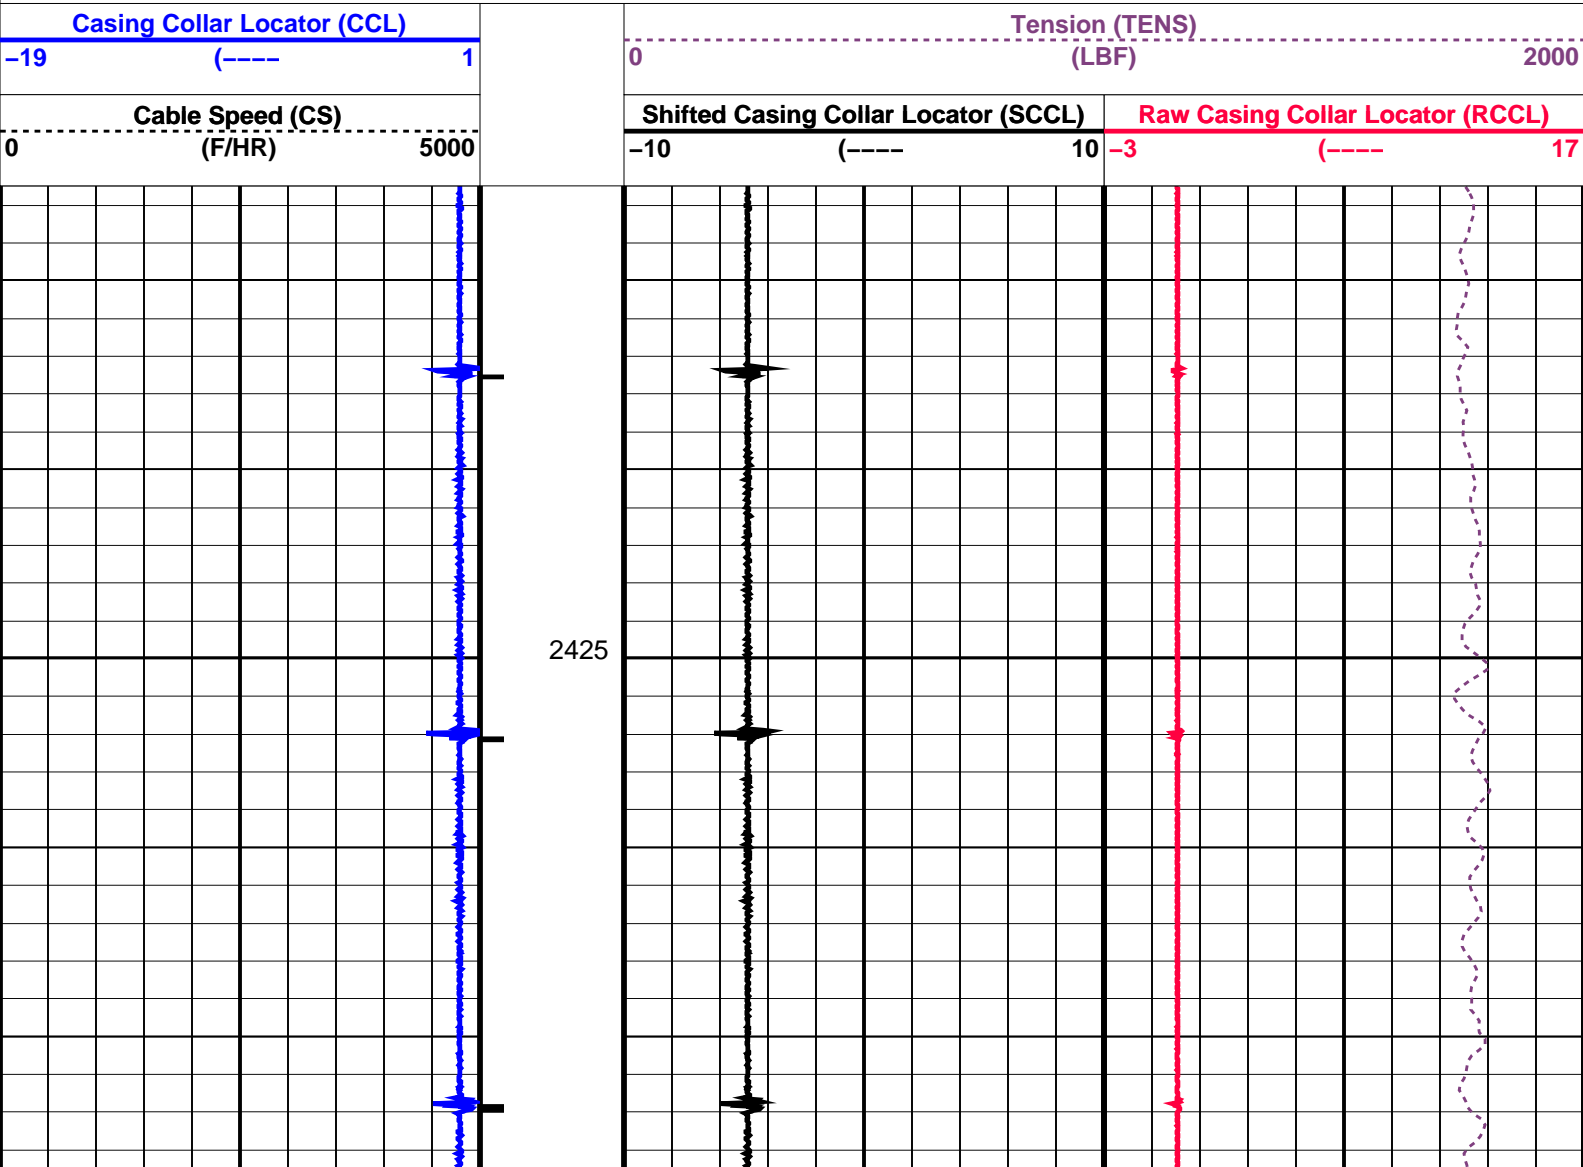 Casing Collar Locator (CCL)
–19 (–––– 1
Cable Speed (CS)
0 (F/HR) 5000
Tension (TENS)
0 (LBF) 2000
Shifted Casing Collar Locator (SCCL)
–10 (–––– 10
Raw Casing Collar Locator (RCCL)
–3 (–––– 17
2425